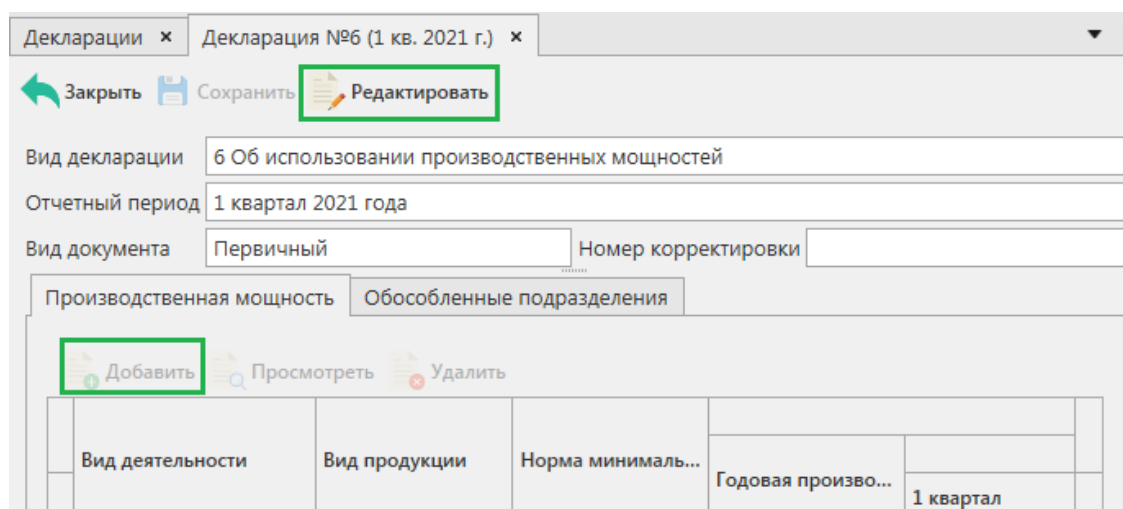 Декларации × Декларация №6 (1 кв. 2021 г.) ×
Закрыть Сохранить Редактировать
Вид декларации 6 Об использовании производственных мощностей
Отчетный период 1 квартал 2021 года
Вид документа Первичный Номер корректировки
Производственная мощность Обособленные подразделения
Добавить Просмотреть Удалить
Вид деятельности Вид продукции Норма минималь... Годовая произво...
1 квартал